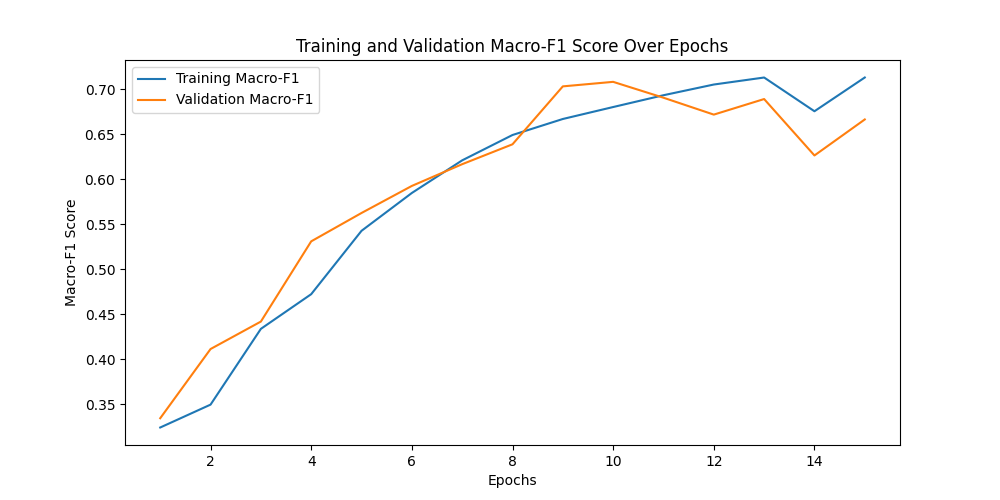 Training and Validation Macro-F1 Score Over Epochs
Training Macro-F1
Validation Macro-F1
Macro-F1 Score
0.70
0.65
0.60
0.55
0.50
0.45
0.40
0.35
2 4 6 8 10 12 14
Epochs